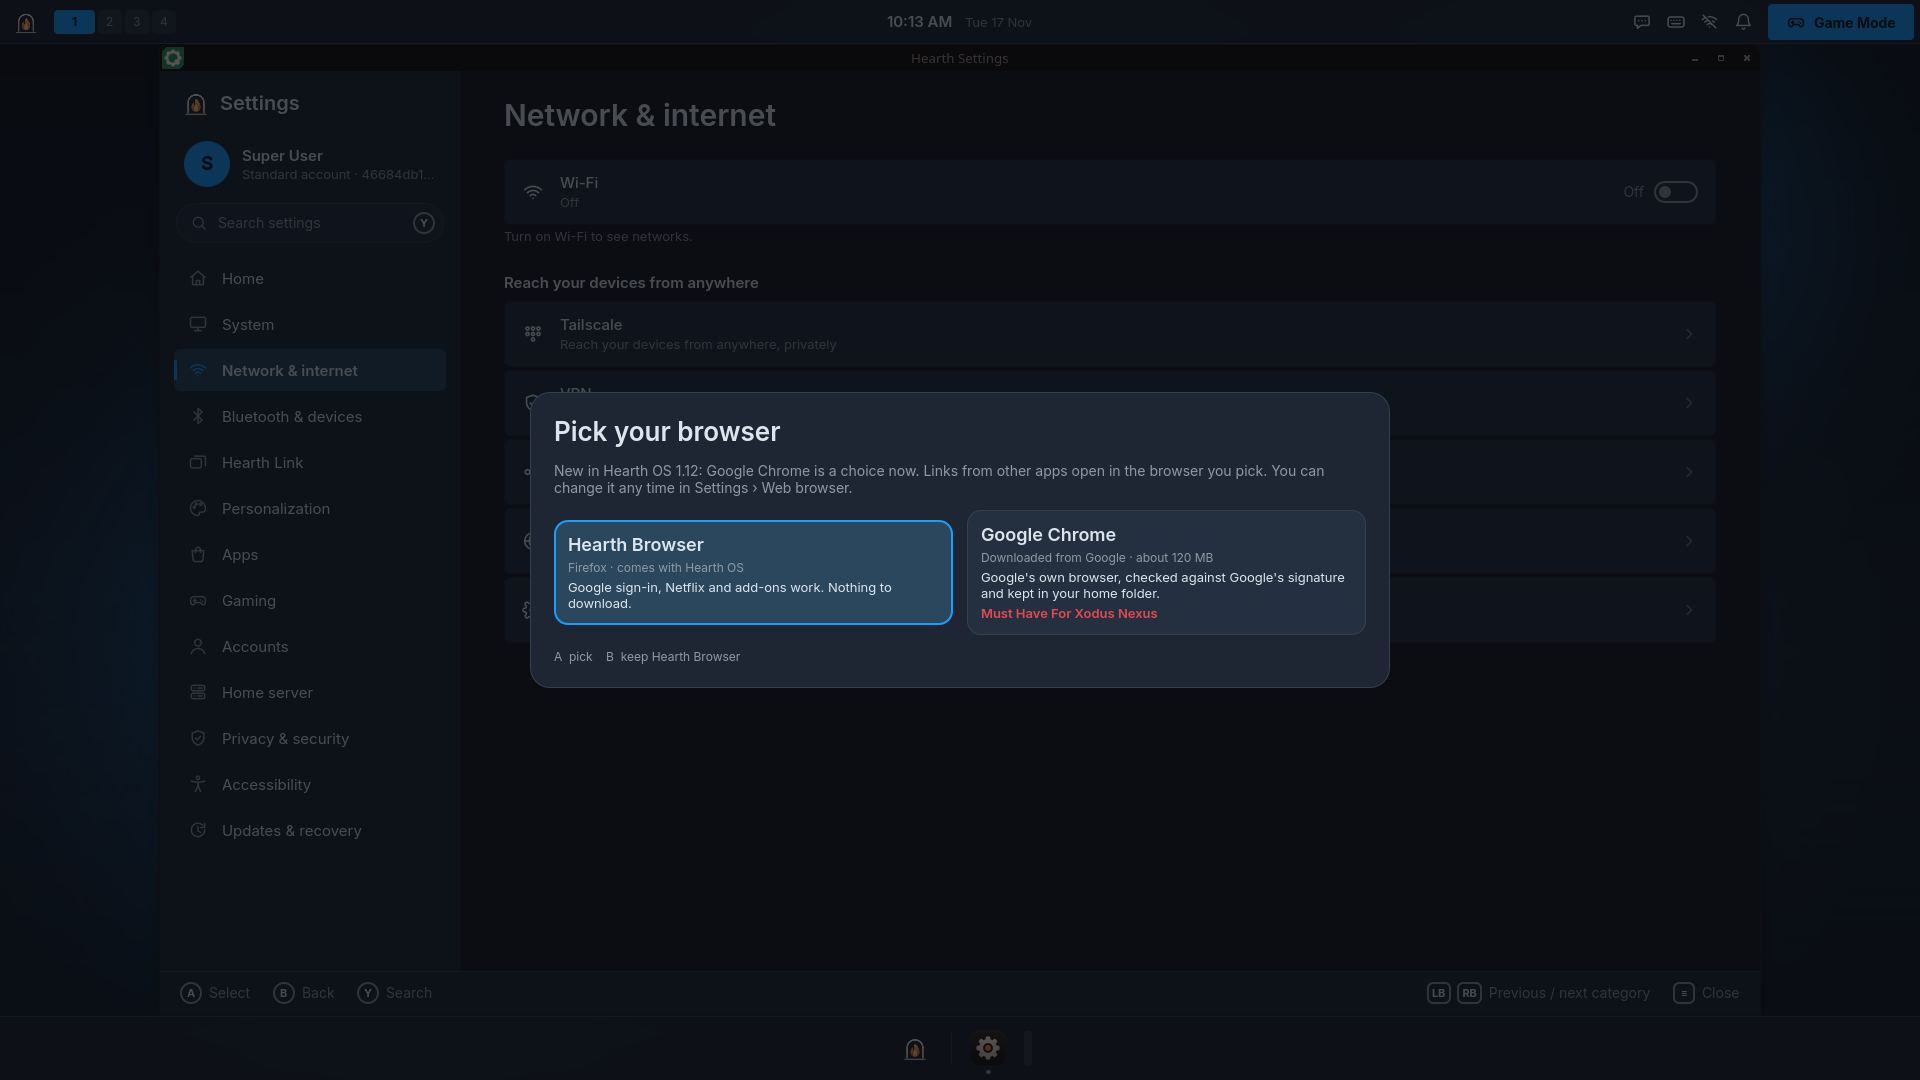 1 2 3 4
10:13 AM Tue 17 Nov
Game Mode
Hearth Settings
Settings
S
Super User
Standard account · 46684db1...
Search settings Y
Home
System
Network & internet
Bluetooth & devices
Hearth Link
Personalization
Apps
Gaming
Accounts
Home server
Privacy & security
Accessibility
Updates & recovery
Network & internet
Wi-Fi
Off
Off
Turn on Wi-Fi to see networks.
Reach your devices from anywhere
Tailscale
Reach your devices from anywhere, privately
VPN
Pick your browser
New in Hearth OS 1.12: Google Chrome is a choice now. Links from other apps open in the browser you pick. You can
change it any time in Settings › Web browser.
Hearth Browser
Firefox · comes with Hearth OS
Google sign-in, Netflix and add-ons work. Nothing to
download.
Google Chrome
Downloaded from Google · about 120 MB
Google's own browser, checked against Google's signature
and kept in your home folder.
Must Have For Xodus Nexus
A pick B keep Hearth Browser
A Select B Back Y Search
LB RB Previous / next category ≡ Close